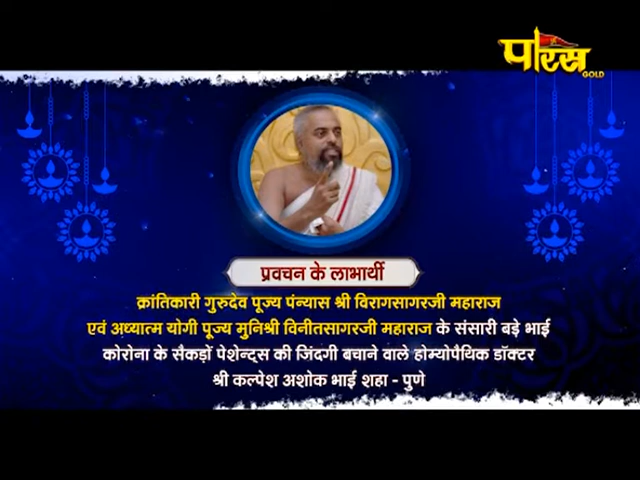 पारस
GOLD
प्रवचन के लाभार्थी
क्रांतिकारी गुरुदेव पूज्य पंन्यास श्री विरागसागरजी महाराज
एवं अध्यात्म योगी पूज्य मुनिश्री विनीतसागरजी महाराज के संसारी बड़े भाई
कोरोना के सैकड़ों पेशेन्ट्स की जिंदगी बचाने वाले होम्योपैथिक डॉक्टर
श्री कल्पेश अशोक भाई शहा - पुणे